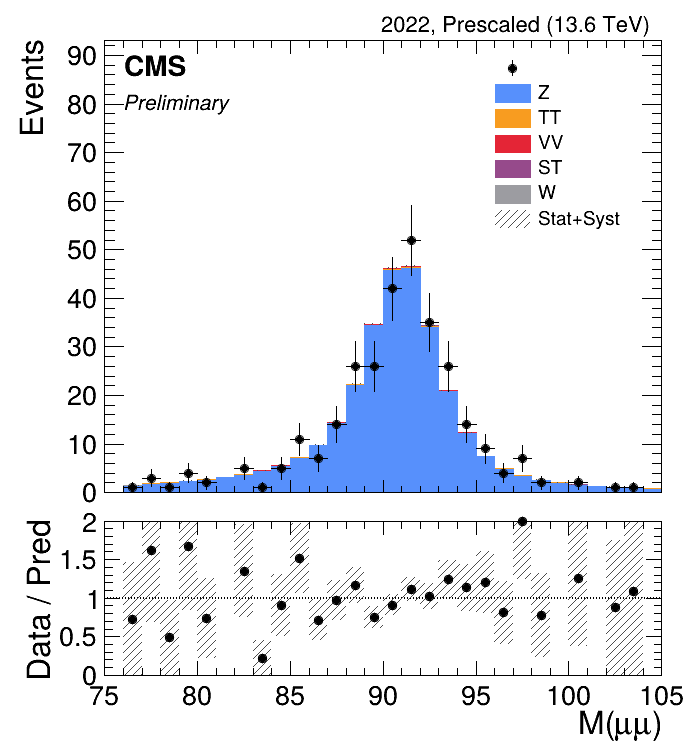 2022, Prescaled (13.6 TeV)
Events
90
80
70
60
50
40
30
20
10
0
CMS
Preliminary
Z
TT
VV
ST
W
Stat+Syst
Data / Pred
2
1.5
1
0.5
0
75 80 85 90 95 100 105
M(μμ)